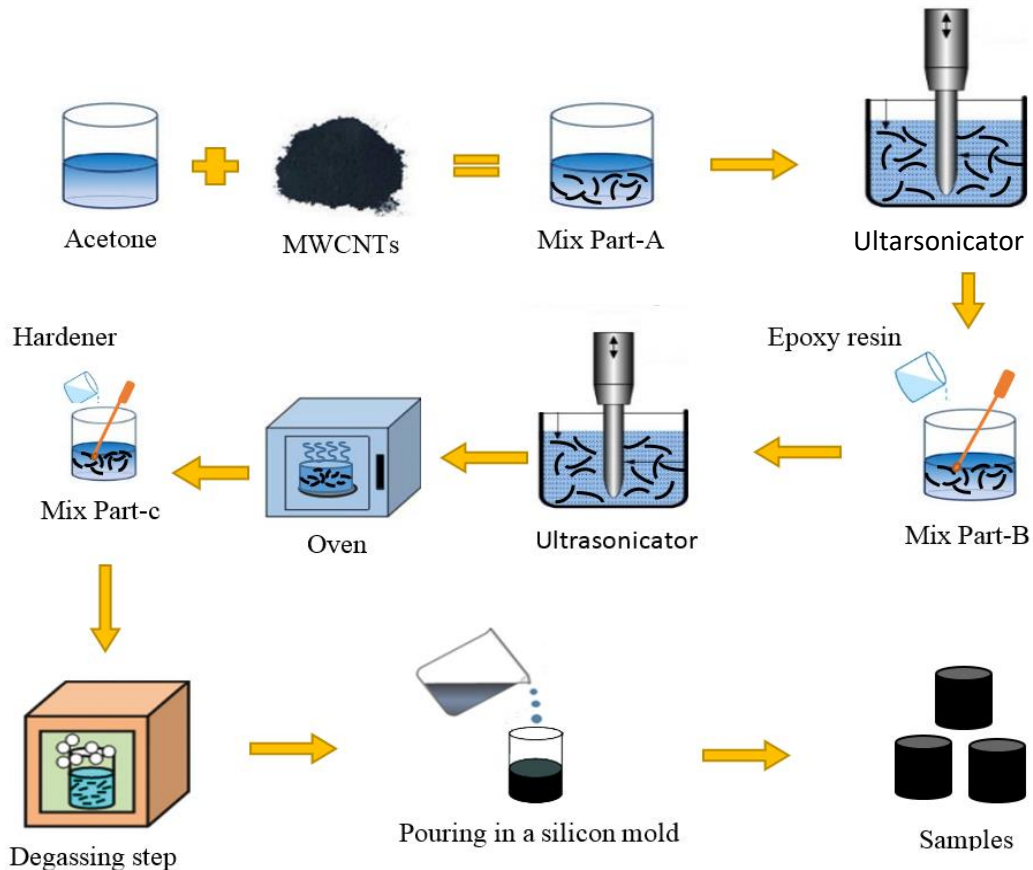 Acetone
MWCNTs
Mix Part-A
Ultarsonicator
Hardener
Epoxy resin
Mix Part-c
Oven
Ultrasonicator
Mix Part-B
Degassing step
Pouring in a silicon mold
Samples